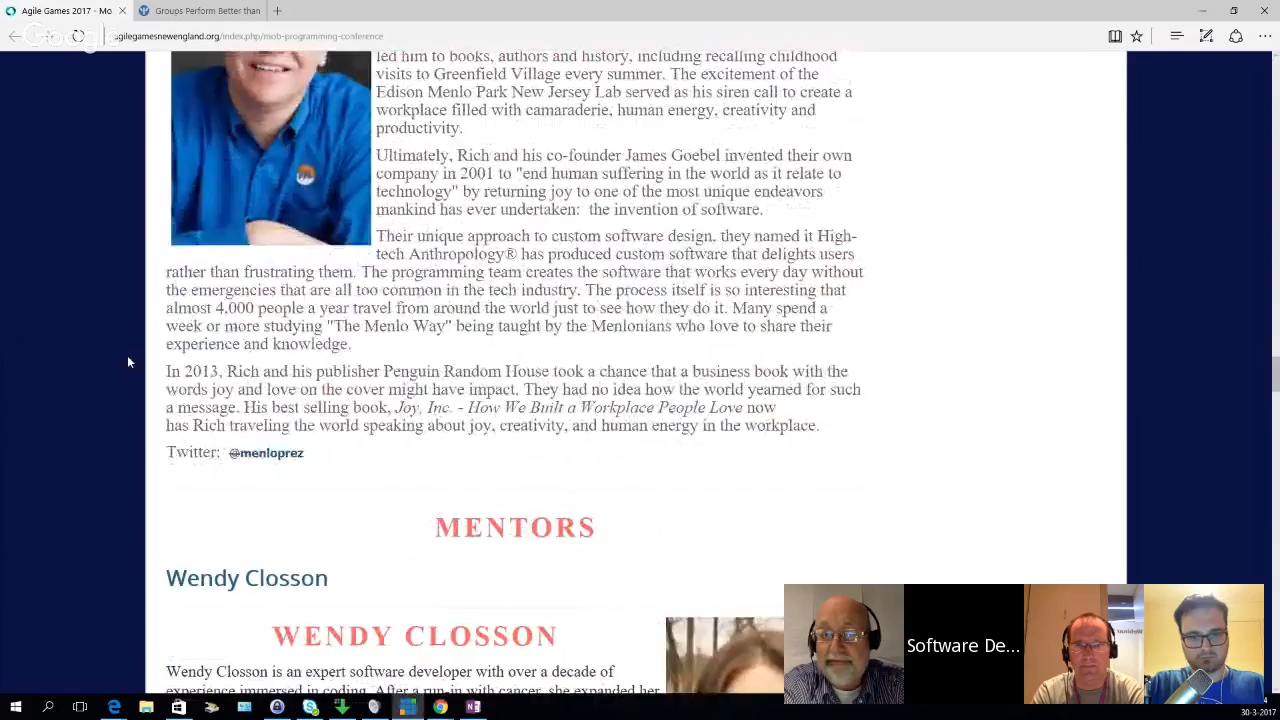 Agile Games 2017 - Mo
Groups Perform Better than
agilegamesnewengland.org/index.php/mob-programming-conference
led him to books, authors and history, including recalling childhood
visits to Greenfield Village every summer. The excitement of the
Edison Menlo Park New Jersey Lab served as his siren call to create a
workplace filled with camaraderie, human energy, creativity and
productivity.
Ultimately, Rich and his co-founder James Goebel invented their own
company in 2001 to "end human suffering in the world as it relate to
technology" by returning joy to one of the most unique endeavors
mankind has ever undertaken: the invention of software.
Their unique approach to custom software design, they named it High-
tech Anthropology® has produced custom software that delights users
rather than frustrating them. The programming team creates the software that works every day without
the emergencies that are all too common in the tech industry. The process itself is so interesting that
almost 4,000 people a year travel from around the world just to see how they do it. Many spend a
week or more studying "The Menlo Way" being taught by the Menlonians who love to share their
experience and knowledge.
In 2013, Rich and his publisher Penguin Random House took a chance that a business book with the
words joy and love on the cover might have impact. They had no idea how the world yearned for such
a message. His best selling book, Joy, Inc. - How We Built a Workplace People Love now
has Rich traveling the world speaking about joy, creativity, and human energy in the workplace.
Twitter: @menloprez
MENTORS
Wendy Closson
WENDY CLOSSON
Wendy Closson is an expert software developer with over a decade of
experience immersed in coding. After a run-in with cancer, she expanded her
Software De...
30-3-2017